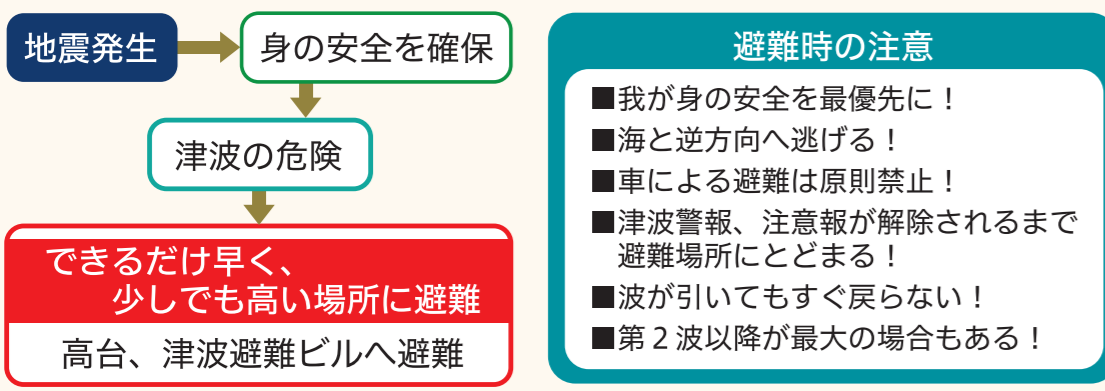 地震発生
身の安全を確保
津波の危険
できるだけ早く、
少しでも高い場所に避難
高台、津波避難ビルへ避難
避難時の注意
■我が身の安全を最優先に！
■海と逆方向へ逃げる！
■車による避難は原則禁止！
■津波警報、注意報が解除されるまで
避難場所にとどまる！
■波が引いてもすぐ戻らない！
■第２波以降が最大の場合もある！